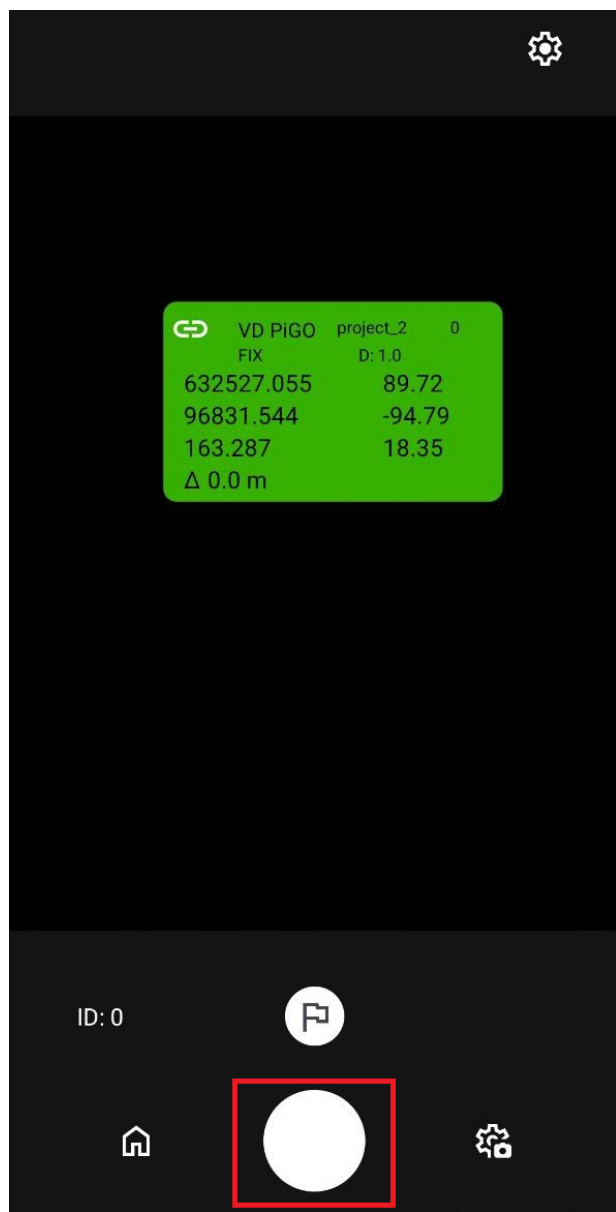 VD PiGO project_2 0
FIX D: 1.0
632527.055 89.72
96831.544 -94.79
163.287 18.35
Δ 0.0 m
ID: 0